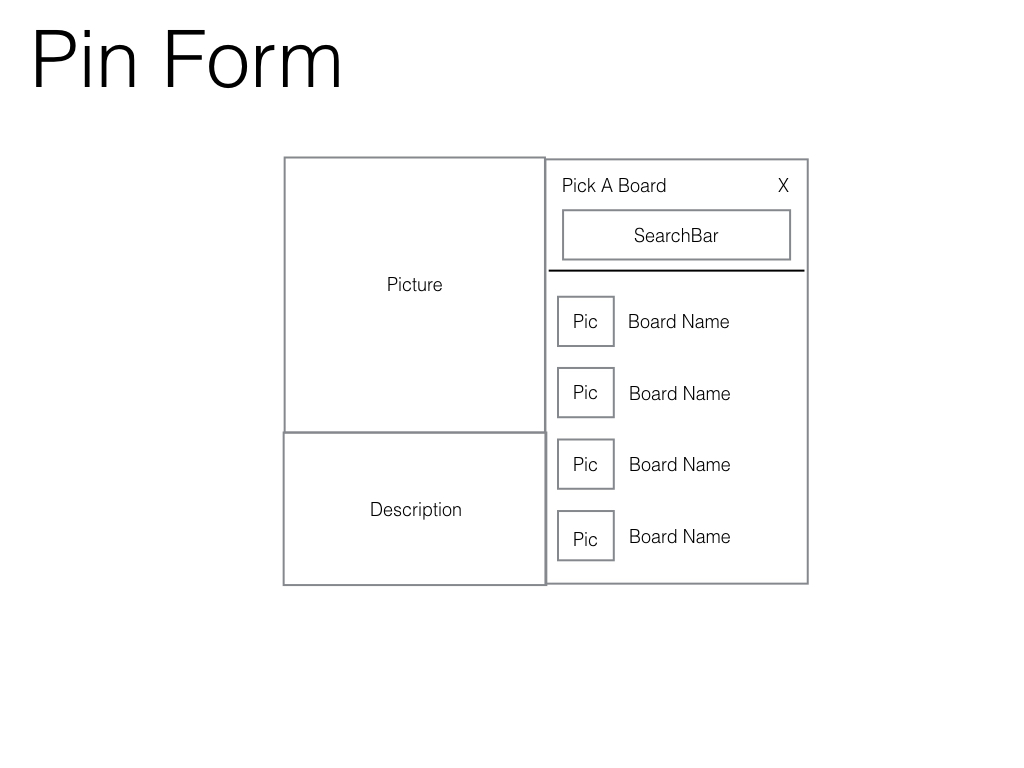 Pin Form
Picture
Description
Pick A Board X
SearchBar
Pic Board Name
Pic Board Name
Pic Board Name
Pic Board Name